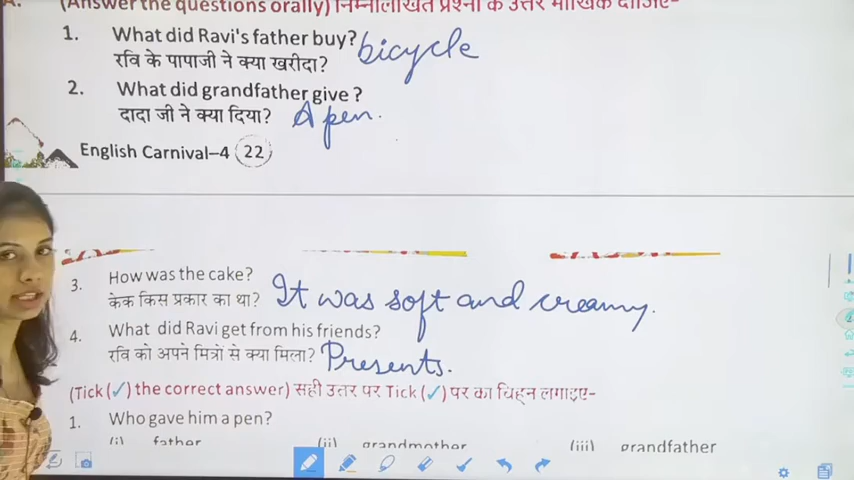 A. (Answer the questions orally) निम्नलिखित प्रश्नों के उत्तर मौखिक दीजिए-
1. What did Ravi's father buy? bicycle
रवि के पापाजी ने क्या खरीदा?
2. What did grandfather give ?
दादा जी ने क्या दिया? A pen.
English Carnival–4 22
3. How was the cake?
केक किस प्रकार का था? It was soft and creamy.
4. What did Ravi get from his friends?
रवि को अपने मित्रों से क्या मिला? Presents.
(Tick (✓) the correct answer) सही उत्तर पर Tick (✓) पर का चिह्न लगाइए-
1. Who gave him a pen?
(i) father (ii) grandmother (iii) grandfather